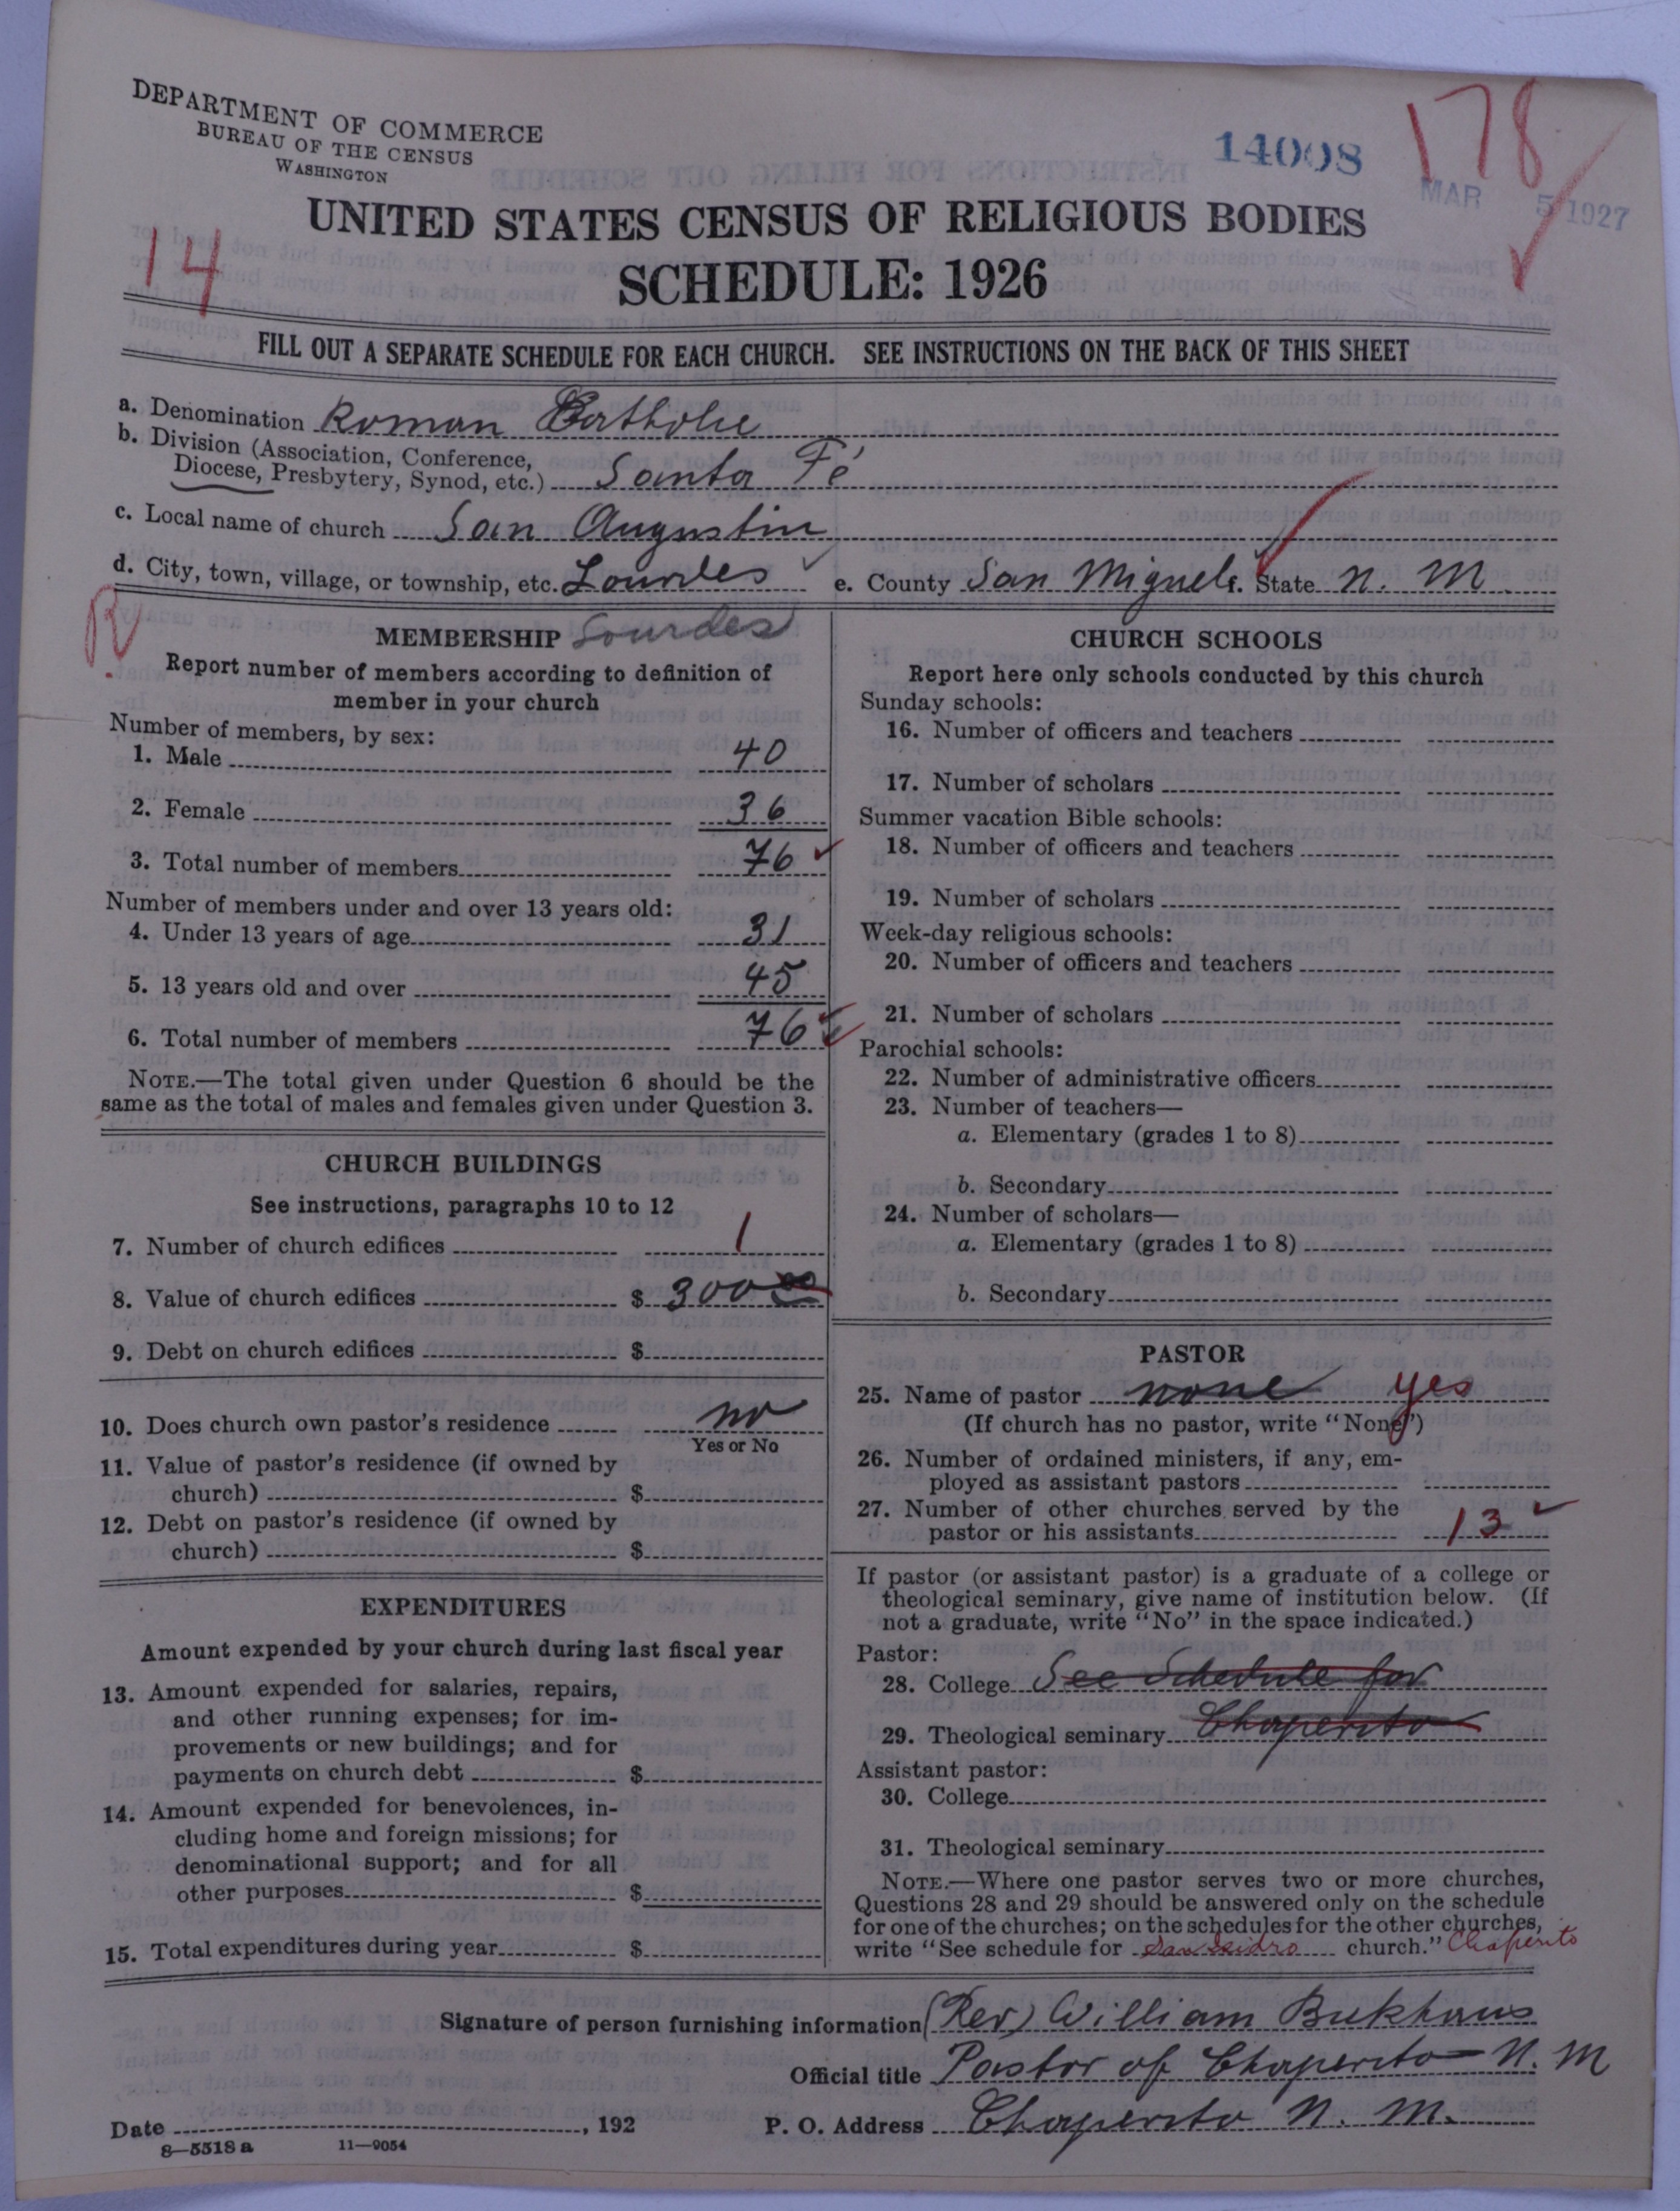 DEPARTMENT OF COMMERCE
BUREAU OF THE CENSUS
WASHINGTON
14008
178
MAR 5 1927
UNITED STATES CENSUS OF RELIGIOUS BODIES
14
SCHEDULE: 1926
FILL OUT A SEPARATE SCHEDULE FOR EACH CHURCH. SEE INSTRUCTIONS ON THE BACK OF THIS SHEET
a. Denomination Roman Catholic
b. Division (Association, Conference,
Diocese, Presbytery, Synod, etc.) Santa Fé
c. Local name of church San Augustin
d. City, town, village, or township, etc. Lourdes e. County San Miguel f. State N. M.
R
MEMBERSHIP Lourdes
Report number of members according to definition of
member in your church
Number of members, by sex:
1. Male 40
2. Female 36
3. Total number of members 76
Number of members under and over 13 years old:
4. Under 13 years of age 31
5. 13 years old and over 45
6. Total number of members 76
NOTE.—The total given under Question 6 should be the
same as the total of males and females given under Question 3.
CHURCH BUILDINGS
See instructions, paragraphs 10 to 12
7. Number of church edifices 1
8. Value of church edifices $ 300 00
9. Debt on church edifices $
10. Does church own pastor's residence no
Yes or No
11. Value of pastor's residence (if owned by
church) $
12. Debt on pastor's residence (if owned by
church) $
EXPENDITURES
Amount expended by your church during last fiscal year
13. Amount expended for salaries, repairs,
and other running expenses; for im-
provements or new buildings; and for
payments on church debt $
14. Amount expended for benevolences, in-
cluding home and foreign missions; for
denominational support; and for all
other purposes $
15. Total expenditures during year $
CHURCH SCHOOLS
Report here only schools conducted by this church
Sunday schools:
16. Number of officers and teachers
17. Number of scholars
Summer vacation Bible schools:
18. Number of officers and teachers
19. Number of scholars
Week-day religious schools:
20. Number of officers and teachers
21. Number of scholars
Parochial schools:
22. Number of administrative officers
23. Number of teachers—
a. Elementary (grades 1 to 8)
b. Secondary
24. Number of scholars—
a. Elementary (grades 1 to 8)
b. Secondary
PASTOR
25. Name of pastor none yes
(If church has no pastor, write "None")
26. Number of ordained ministers, if any, em-
ployed as assistant pastors
27. Number of other churches served by the
pastor or his assistants 13
If pastor (or assistant pastor) is a graduate of a college or
theological seminary, give name of institution below. (If
not a graduate, write "No" in the space indicated.)
Pastor:
28. College See Schedule for
29. Theological seminary Chaperito
Assistant pastor:
30. College
31. Theological seminary
NOTE.—Where one pastor serves two or more churches,
Questions 28 and 29 should be answered only on the schedule
for one of the churches; on the schedules for the other churches,
write "See schedule for San Isidro church." Chaperito
Signature of person furnishing information (Rev) William Bukhaus
Official title Pastor of Chaperito N. M
Date , 192 P. O. Address Chaperito N. M.
8—5518 a 11—9054